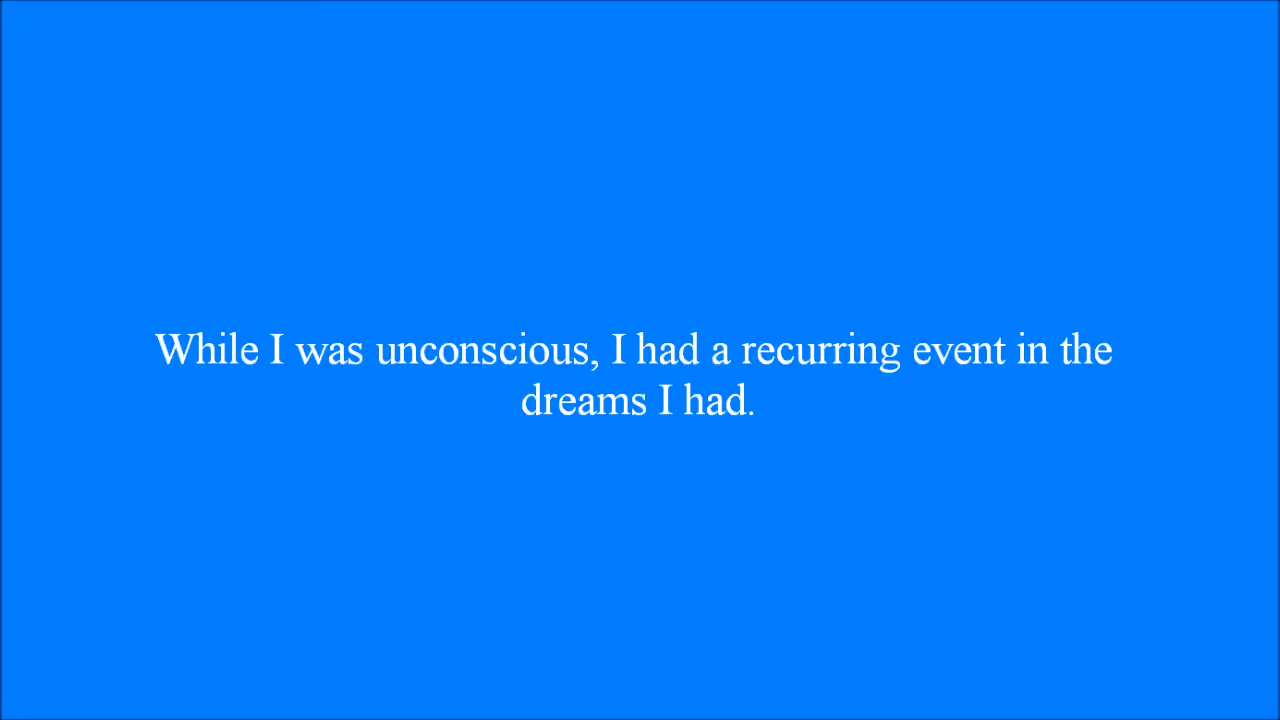 While I was unconscious, I had a recurring event in the
dreams I had.